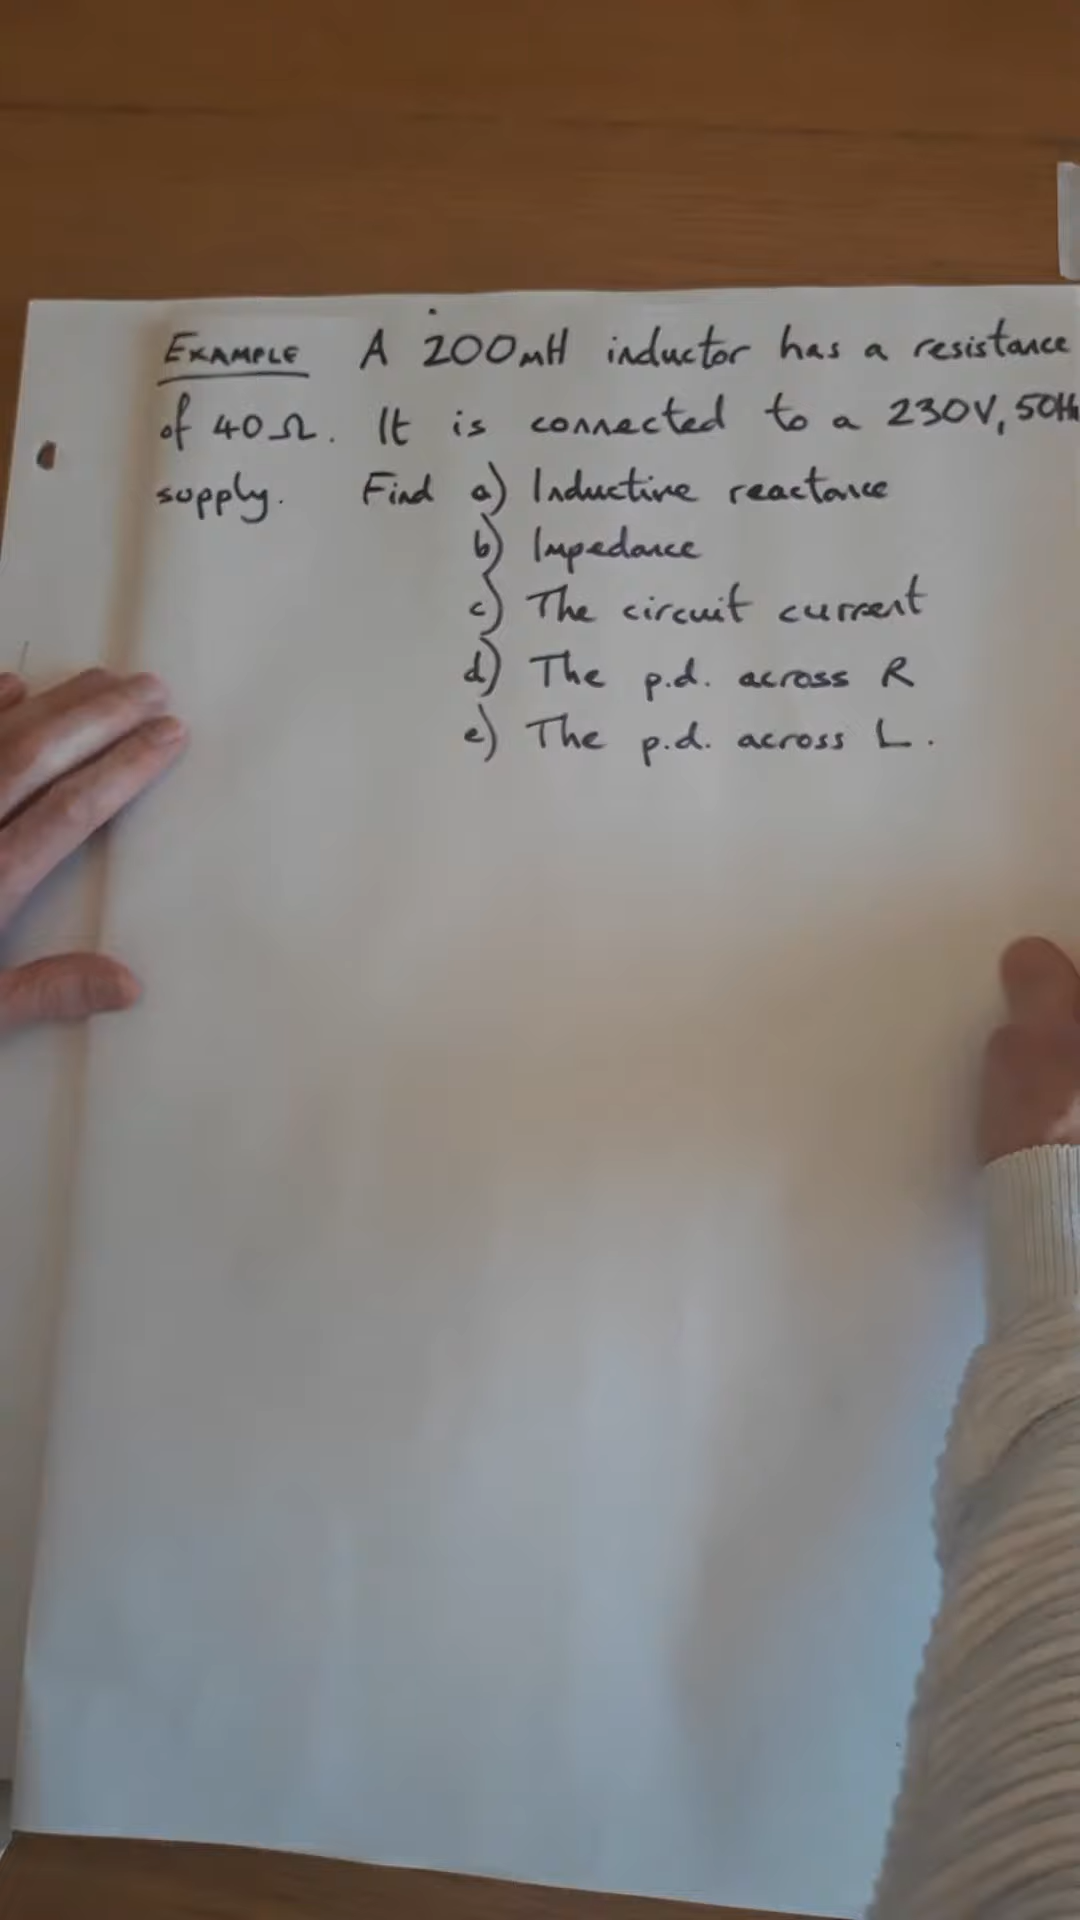 EXAMPLE A 200mH inductor has a resistance
of 40Ω. It is connected to a 230V, 50Hz
supply. Find a) Inductive reactance
b) Impedance
c) The circuit current
d) The p.d. across R
e) The p.d. across L.